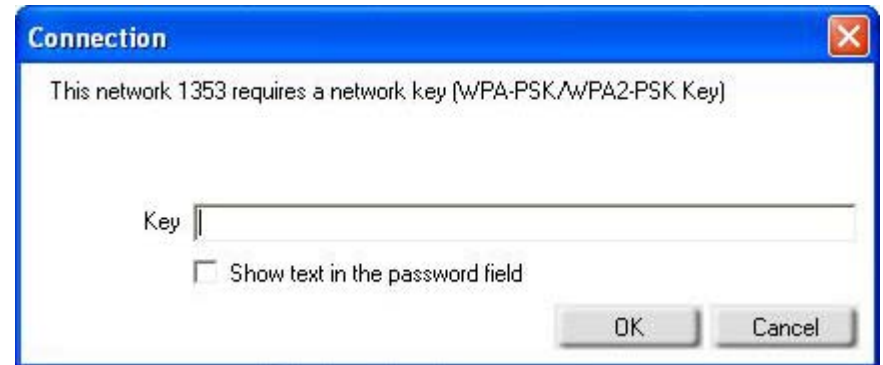 Connection
This network 1353 requires a network key (WPA-PSK/WPA2-PSK Key)
Key
Show text in the password field
OK Cancel